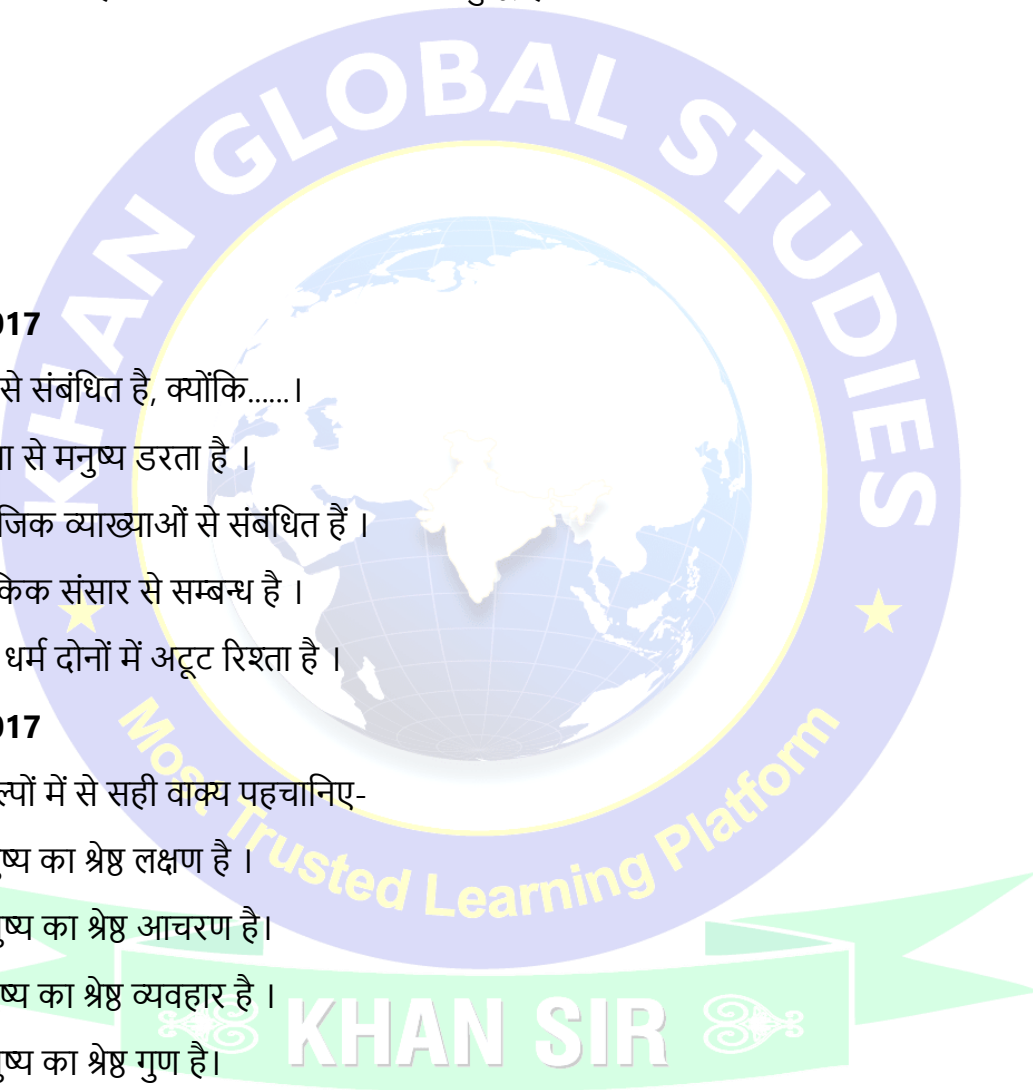 KHAN GLOBAL STUDIES
017
से संबंधित है, क्योंकि......।
से मनुष्य डरता है ।
व्याख्याओं से संबंधित हैं ।
संसार से सम्बन्ध है ।
धर्म दोनों में अटूट रिश्ता है ।
017
में से सही वाक्य पहचानिए-
का श्रेष्ठ लक्षण है ।
का श्रेष्ठ आचरण है।
का श्रेष्ठ व्यवहार है ।
का श्रेष्ठ गुण है।
Most Trusted Learning Platform
KHAN SIR